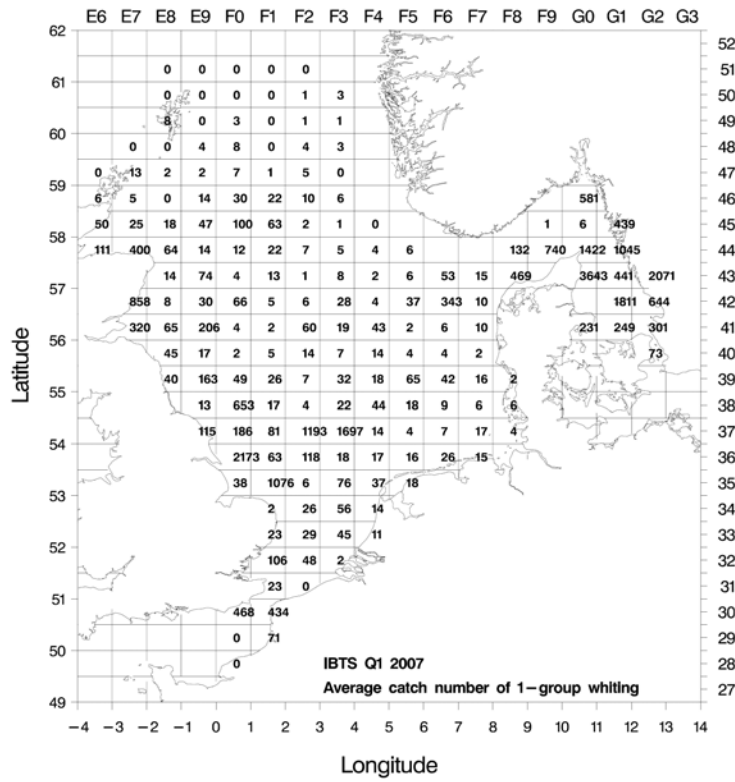 E6 E7 E8 E9 F0 F1 F2 F3 F4 F5 F6 F7 F8 F9 G0 G1 G2 G3
62
52
0 0 0 0 0 51
61
0 0 0 0 1 3 50
8 0 3 0 1 1 49
60
0 0 4 8 0 4 3 48
0 13 2 2 7 1 5 0 47
59
6 5 0 14 30 22 10 6 581 46
50 25 18 47 100 63 2 1 0 1 6 439 45
58
111 400 64 14 12 22 7 5 4 6 132 740 1422 1045 44
14 74 4 13 1 8 2 6 53 15 469 3643 441 2071 43
57
858 8 30 66 5 6 28 4 37 343 10 1811 644 42
320 65 206 4 2 60 19 43 2 6 10 231 249 301 41
56
45 17 2 5 14 7 14 4 4 2 73 40
40 163 49 26 7 32 18 65 42 16 2 39
55
13 653 17 4 22 44 18 9 6 6 38
115 186 81 1193 1697 14 4 7 17 4 37
54
2173 63 118 18 17 16 26 15 36
38 1076 6 76 37 18 35
53
2 26 56 14 34
23 29 45 11 33
52
106 48 2 32
23 0 31
51
468 434 30
0 71 29
50
0 IBTS Q1 2007 28
Average catch number of 1-group whiting 27
49
-4 -3 -2 -1 0 1 2 3 4 5 6 7 8 9 10 11 12 13 14
Latitude
Longitude